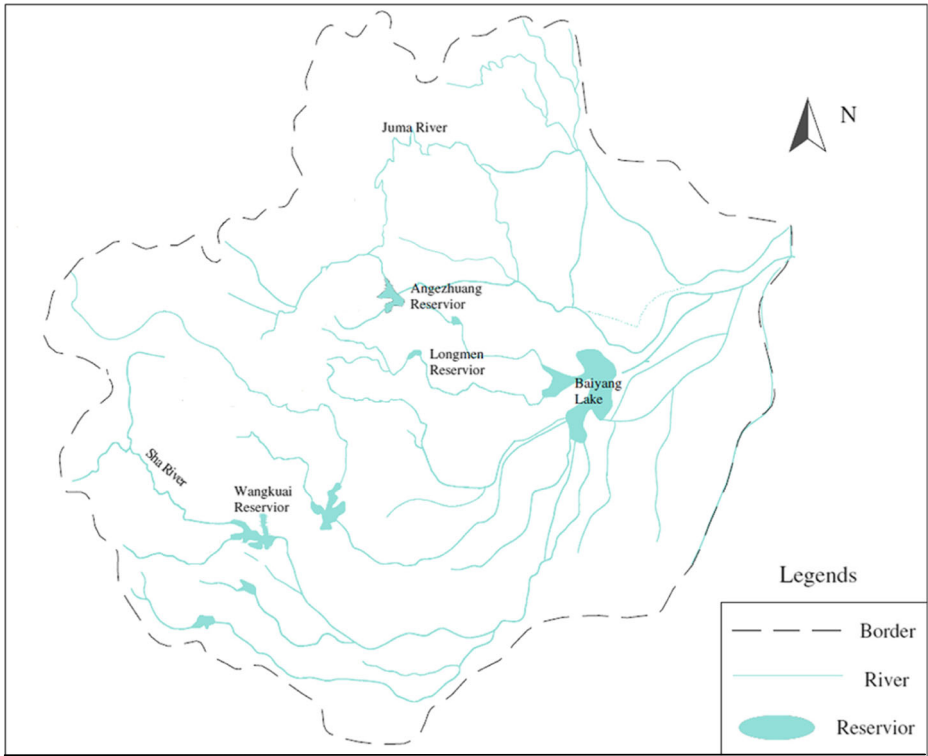 N
Juma River
Angezhuang
Reservior
Longmen
Reservior
Baiyang
Lake
Sha River
Wangkuai
Reservior
Legends
Border
River
Reservior